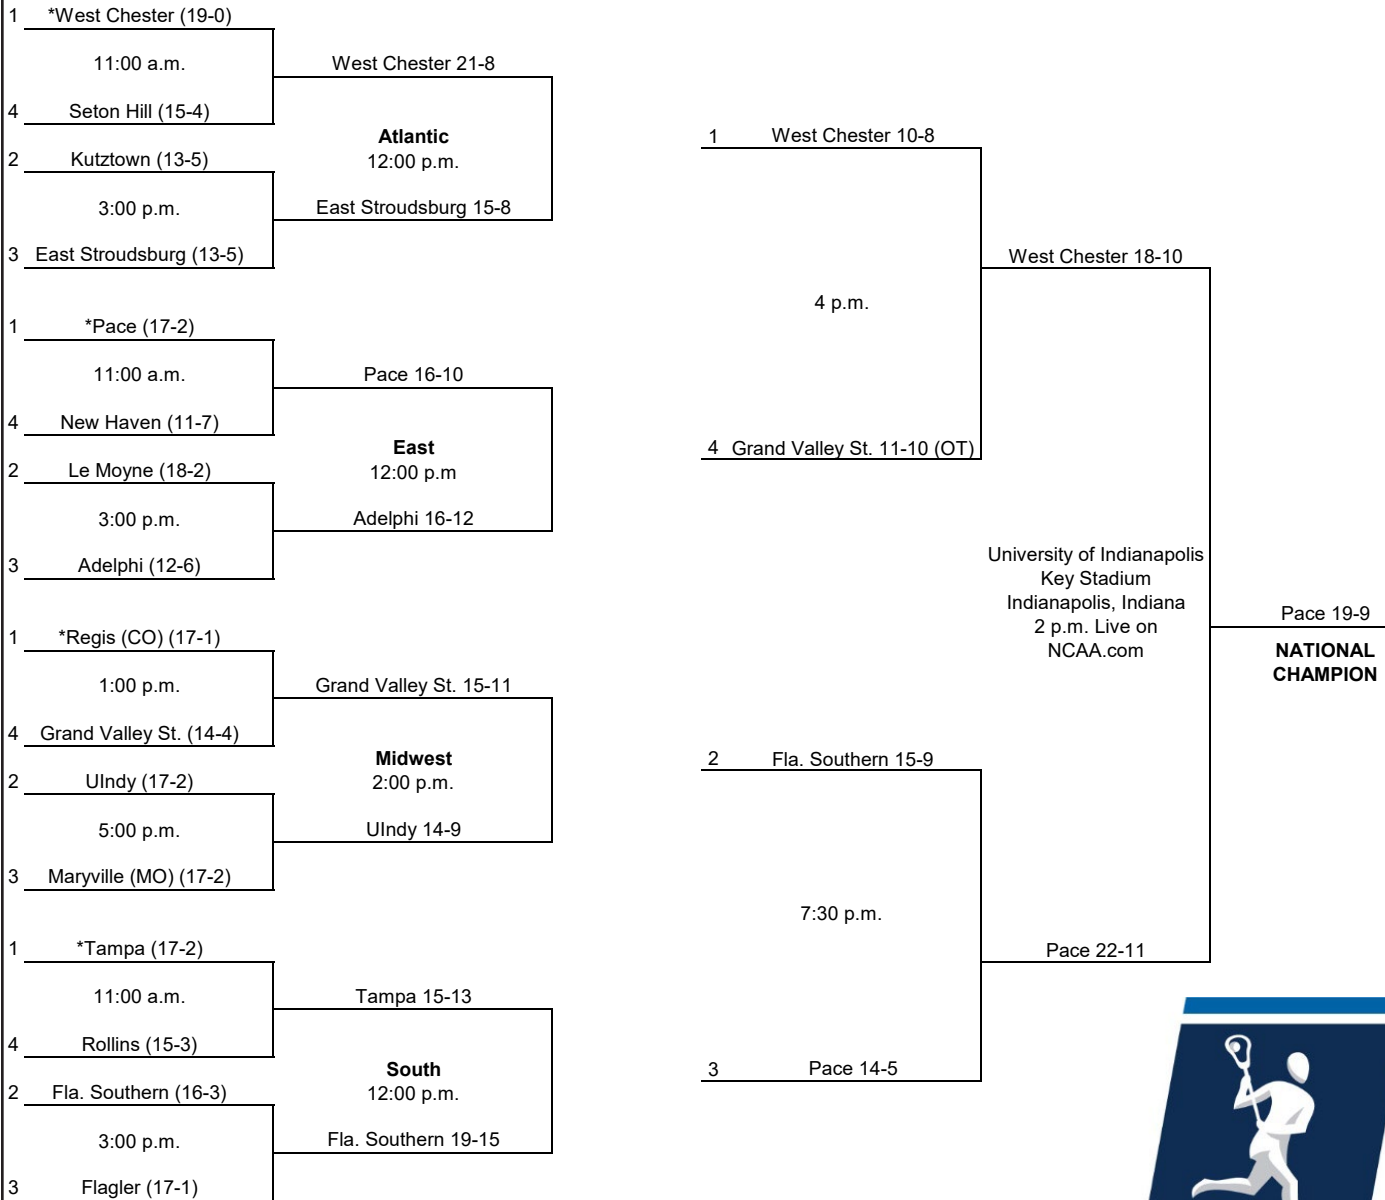 1 *West Chester (19-0)
11:00 a.m.
4 Seton Hill (15-4)
West Chester 21-8
Atlantic
12:00 p.m.
2 Kutztown (13-5)
3:00 p.m.
3 East Stroudsburg (13-5)
East Stroudsburg 15-8
1 *Pace (17-2)
11:00 a.m.
4 New Haven (11-7)
Pace 16-10
East
12:00 p.m
2 Le Moyne (18-2)
3:00 p.m.
3 Adelphi (12-6)
Adelphi 16-12
1 *Regis (CO) (17-1)
1:00 p.m.
4 Grand Valley St. (14-4)
Grand Valley St. 15-11
Midwest
2:00 p.m.
2 UIndy (17-2)
5:00 p.m.
3 Maryville (MO) (17-2)
UIndy 14-9
1 *Tampa (17-2)
11:00 a.m.
4 Rollins (15-3)
Tampa 15-13
South
12:00 p.m.
2 Fla. Southern (16-3)
3:00 p.m.
3 Flagler (17-1)
Fla. Southern 19-15
1 West Chester 10-8
4 p.m.
4 Grand Valley St. 11-10 (OT)
West Chester 18-10
2 Fla. Southern 15-9
7:30 p.m.
3 Pace 14-5
Pace 22-11
University of Indianapolis
Key Stadium
Indianapolis, Indiana
2 p.m. Live on
NCAA.com
Pace 19-9
NATIONAL
CHAMPION